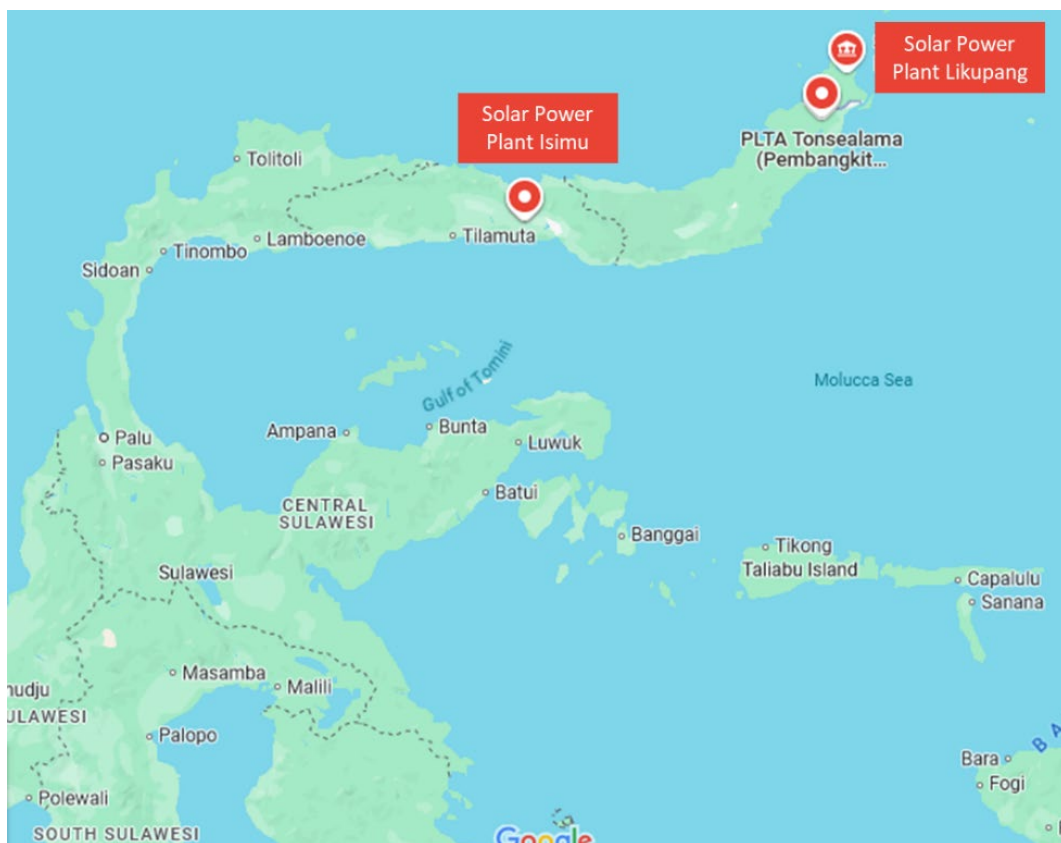 Solar Power
Plant Likupang
Solar Power
Plant Isimu
PLTA Tonsealama
(Pembangkit...
Tolitoli
Lamboenoe
Tilamuta
Tinombo
Sidoan
Gulf of Tomini
Molucca Sea
Palu
Pasaku
Ampana
Bunta
Luwuk
Batui
CENTRAL
SULAWESI
Banggai
Tikong
Taliabu Island
Capalulu
Sanana
Sulawesi
Masamba
Malili
nudju
ULAWESI
Palopo
Bara
B A
Fogi
Polewali
SOUTH SULAWESI
Google